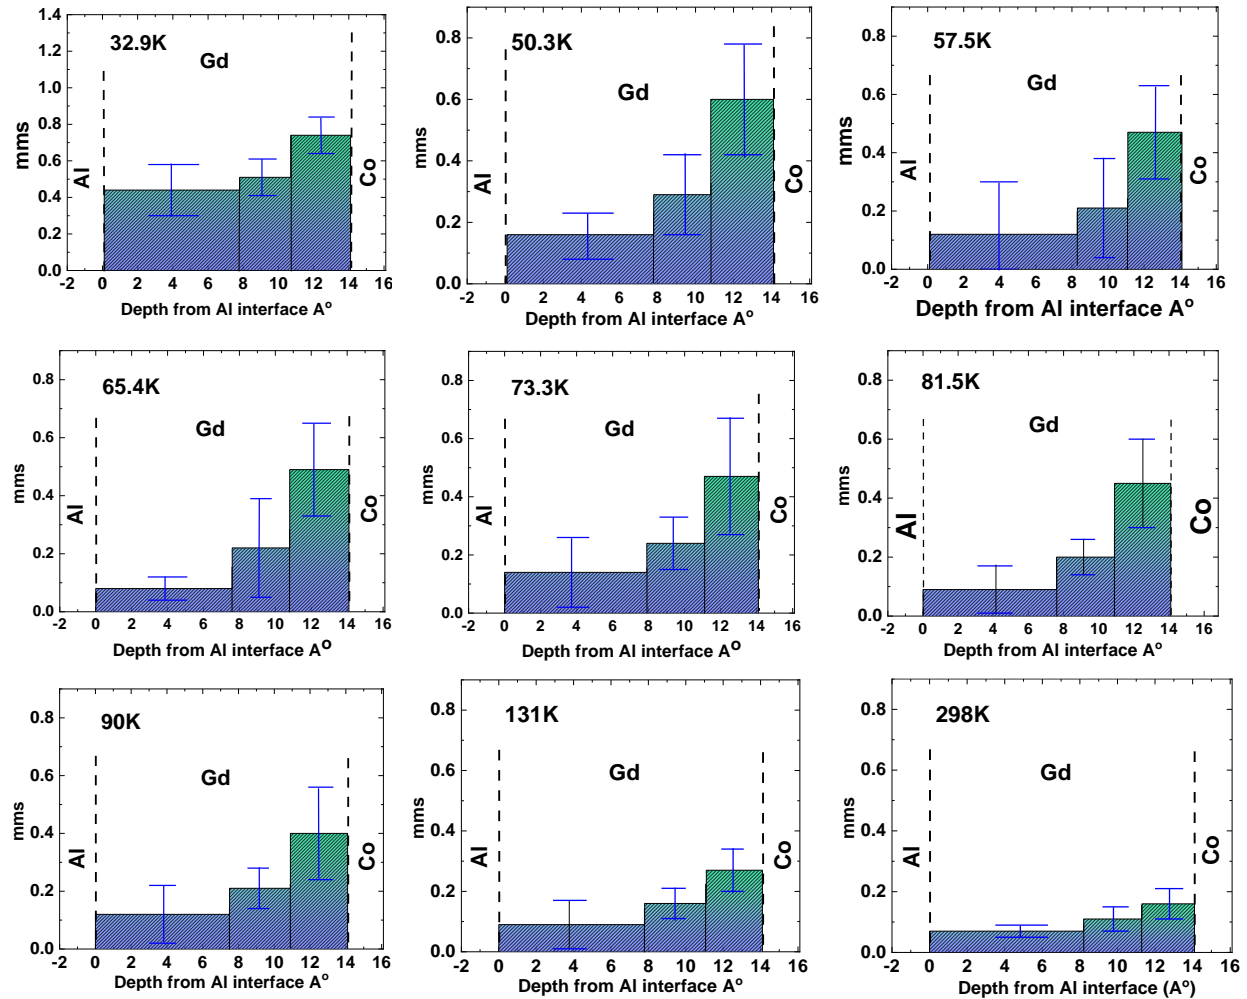 32.9K
Gd
mms
Al
Co
1.4
1.2
1.0
0.8
0.6
0.4
0.2
0.0
-2 0 2 4 6 8 10 12 14 16
Depth from Al interface A°
50.3K
Gd
mms
Al
Co
0.8
0.6
0.4
0.2
0.0
-2 0 2 4 6 8 10 12 14 16
Depth from Al interface A°
57.5K
Gd
mms
Al
Co
0.8
0.6
0.4
0.2
0.0
-2 0 2 4 6 8 10 12 14 16
Depth from Al interface A°
65.4K
Gd
mms
Al
Co
0.8
0.6
0.4
0.2
0.0
-2 0 2 4 6 8 10 12 14 16
Depth from Al interface A°
73.3K
Gd
mms
Al
Co
0.8
0.6
0.4
0.2
0.0
-2 0 2 4 6 8 10 12 14 16
Depth from Al interface A°
81.5K
Gd
mms
Al
Co
0.8
0.6
0.4
0.2
0.0
-2 0 2 4 6 8 10 12 14 16
Depth from Al interface A°
90K
Gd
mms
Al
Co
0.8
0.6
0.4
0.2
0.0
-2 0 2 4 6 8 10 12 14 16
Depth from Al interface A°
131K
Gd
mms
Al
Co
0.8
0.6
0.4
0.2
0.0
-2 0 2 4 6 8 10 12 14 16
Depth from Al interface A°
298K
Gd
mms
Al
Co
0.8
0.6
0.4
0.2
0.0
-2 0 2 4 6 8 10 12 14 16
Depth from Al interface (A°)